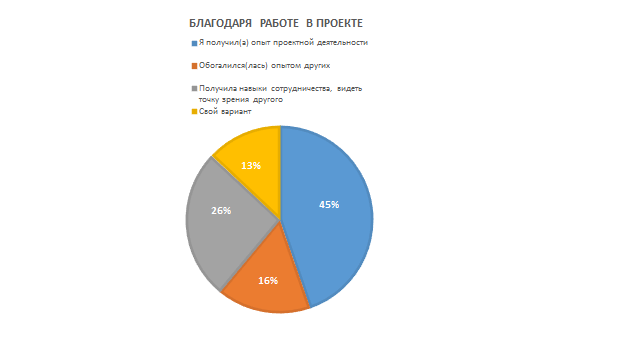 БЛАГОДАРЯ РАБОТЕ В ПРОЕКТЕ
Я получил(а) опыт проектной деятельности
Обогалился(лась) опытом других
Получила навыки сотрудничества, видеть
точку зрения другого
Свой вариант
13%
45%
26%
16%